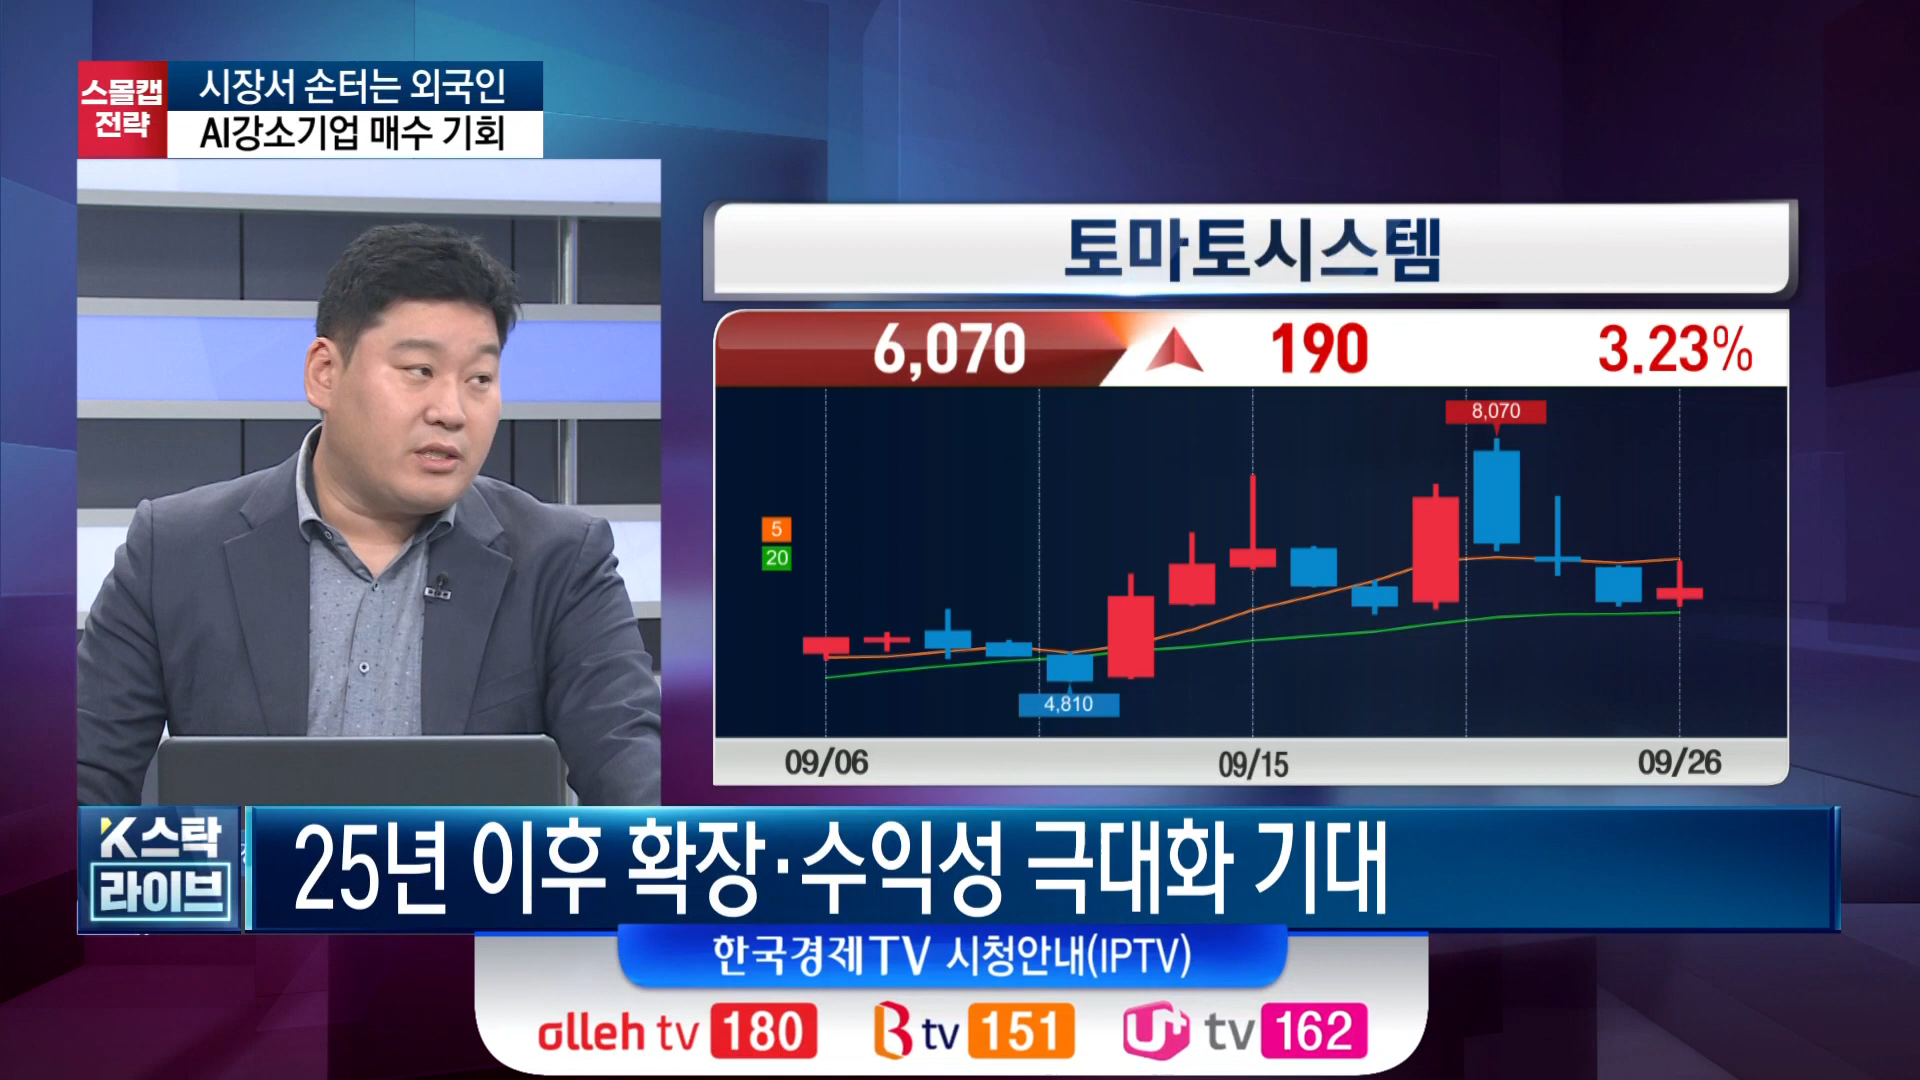 스몰캡
전략
시장서 손터는 외국인
AI강소기업 매수 기회
토마토시스템
6,070 190 3.23%
8,070
5
20
4,810
09/06 09/15 09/26
K스탁
라이브
25년 이후 확장·수익성 극대화 기대
한국경제TV 시청안내(IPTV)
olleh tv 180 B tv 151 U+ tv 162